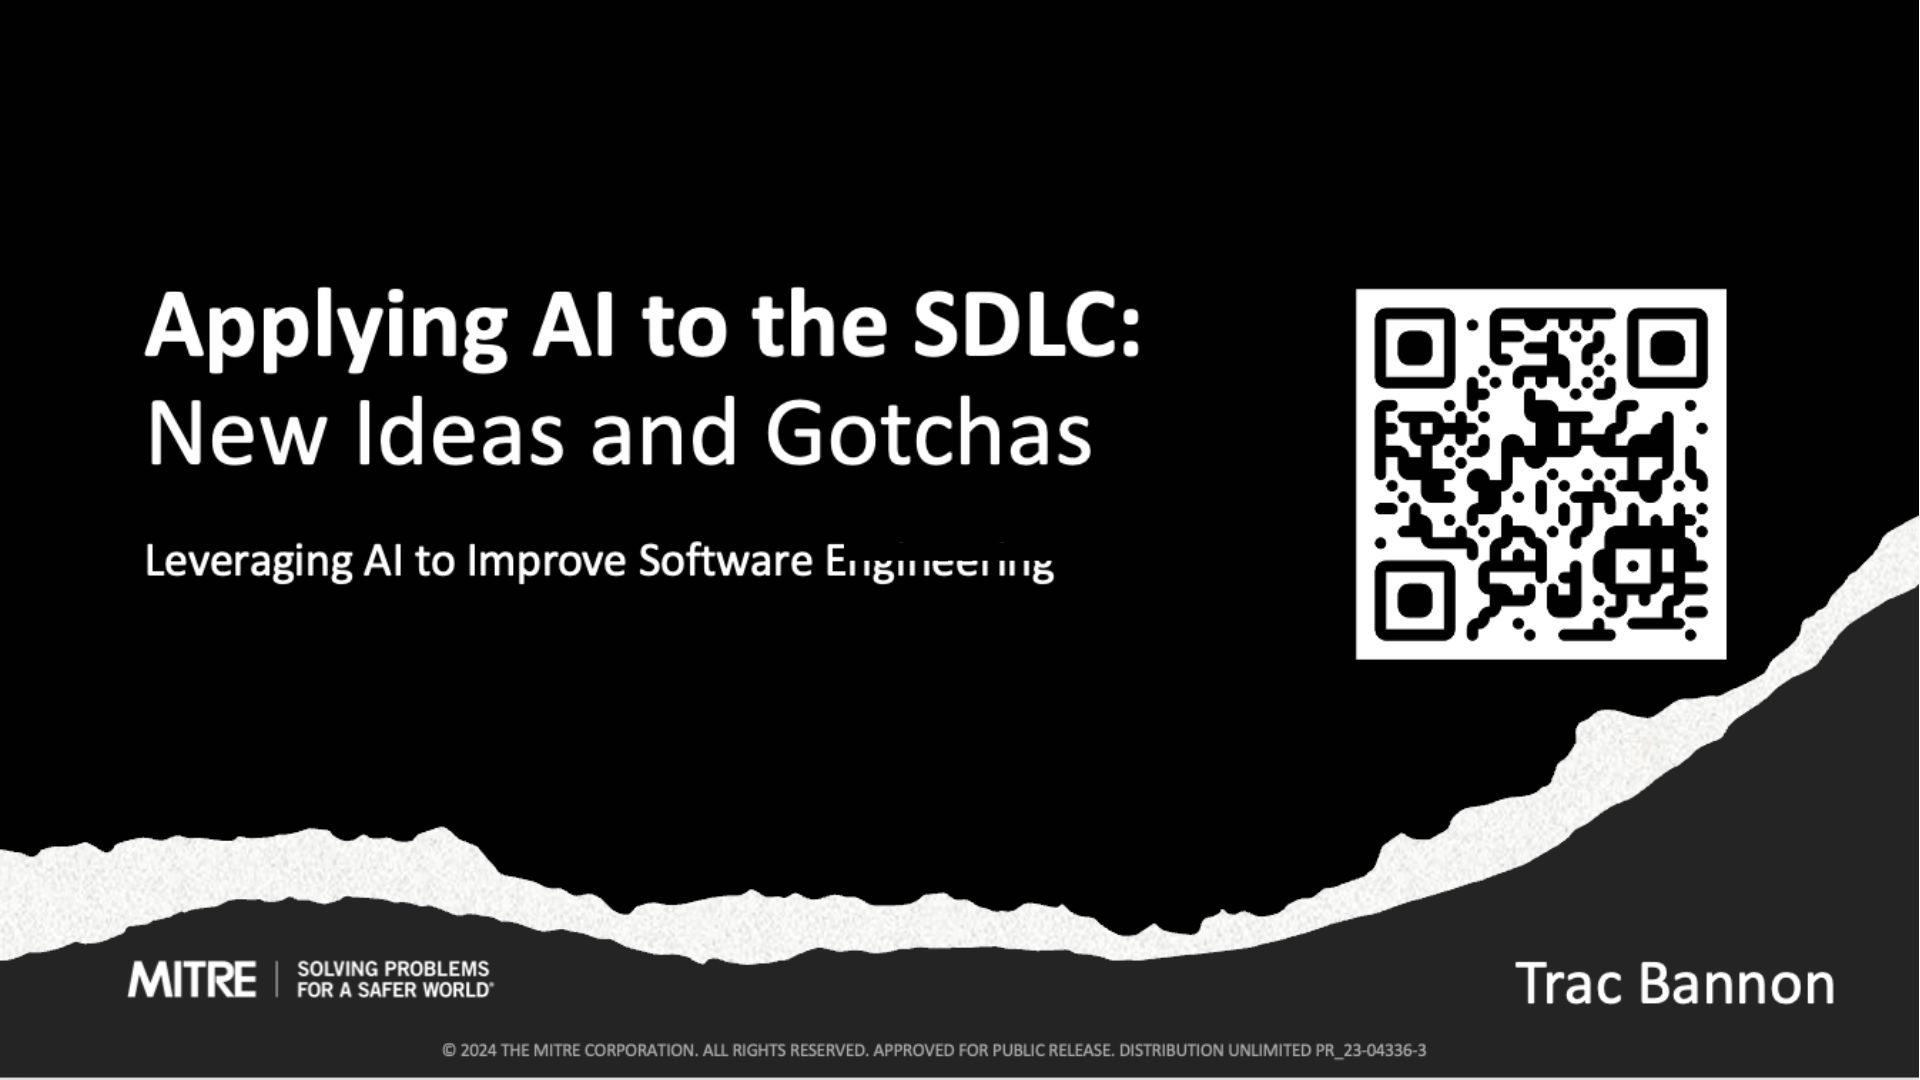 Applying AI to the SDLC:
New Ideas and Gotchas
Leveraging AI to Improve Software Engineering
MITRE
SOLVING PROBLEMS
FOR A SAFER WORLD®
Trac Bannon
© 2024 THE MITRE CORPORATION. ALL RIGHTS RESERVED. APPROVED FOR PUBLIC RELEASE. DISTRIBUTION UNLIMITED PR_23-04336-3